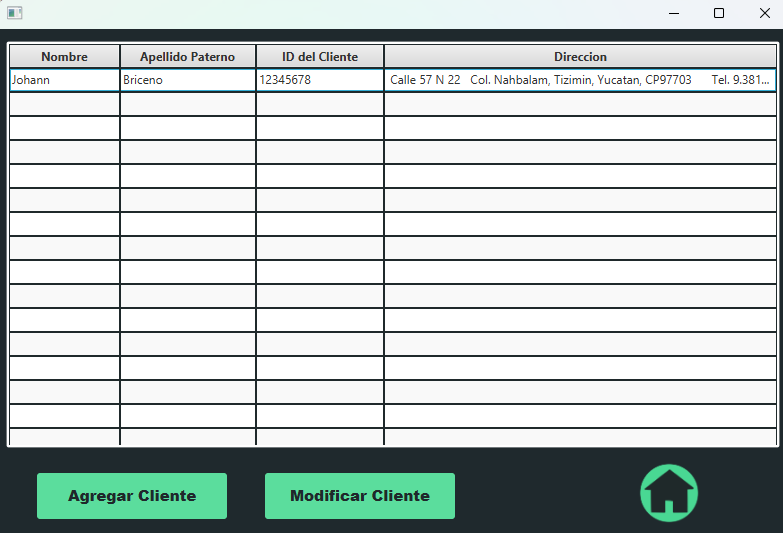 Nombre Apellido Paterno ID del Cliente Direccion
Johann Briceno 12345678 Calle 57 N 22 Col. Nahbalam, Tizimin, Yucatan, CP97703 Tel. 9.381...
Agregar Cliente Modificar Cliente